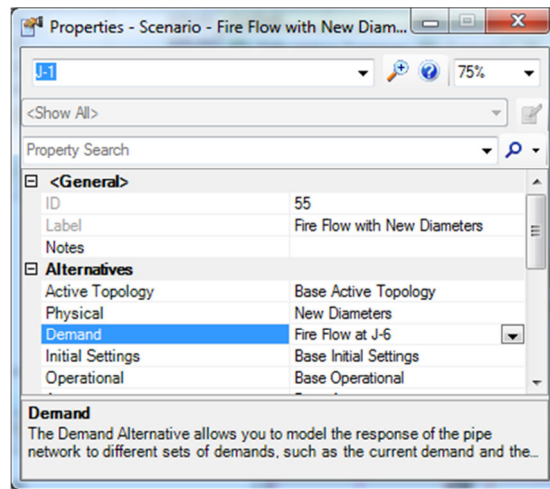 Properties - Scenario - Fire Flow with New Diam...
J-1 75%
<Show All>
Property Search
<General>
ID 55
Label Fire Flow with New Diameters
Notes
Alternatives
Active Topology Base Active Topology
Physical New Diameters
Demand Fire Flow at J-6
Initial Settings Base Initial Settings
Operational Base Operational
Demand
The Demand Alternative allows you to model the response of the pipe
network to different sets of demands, such as the current demand and the...